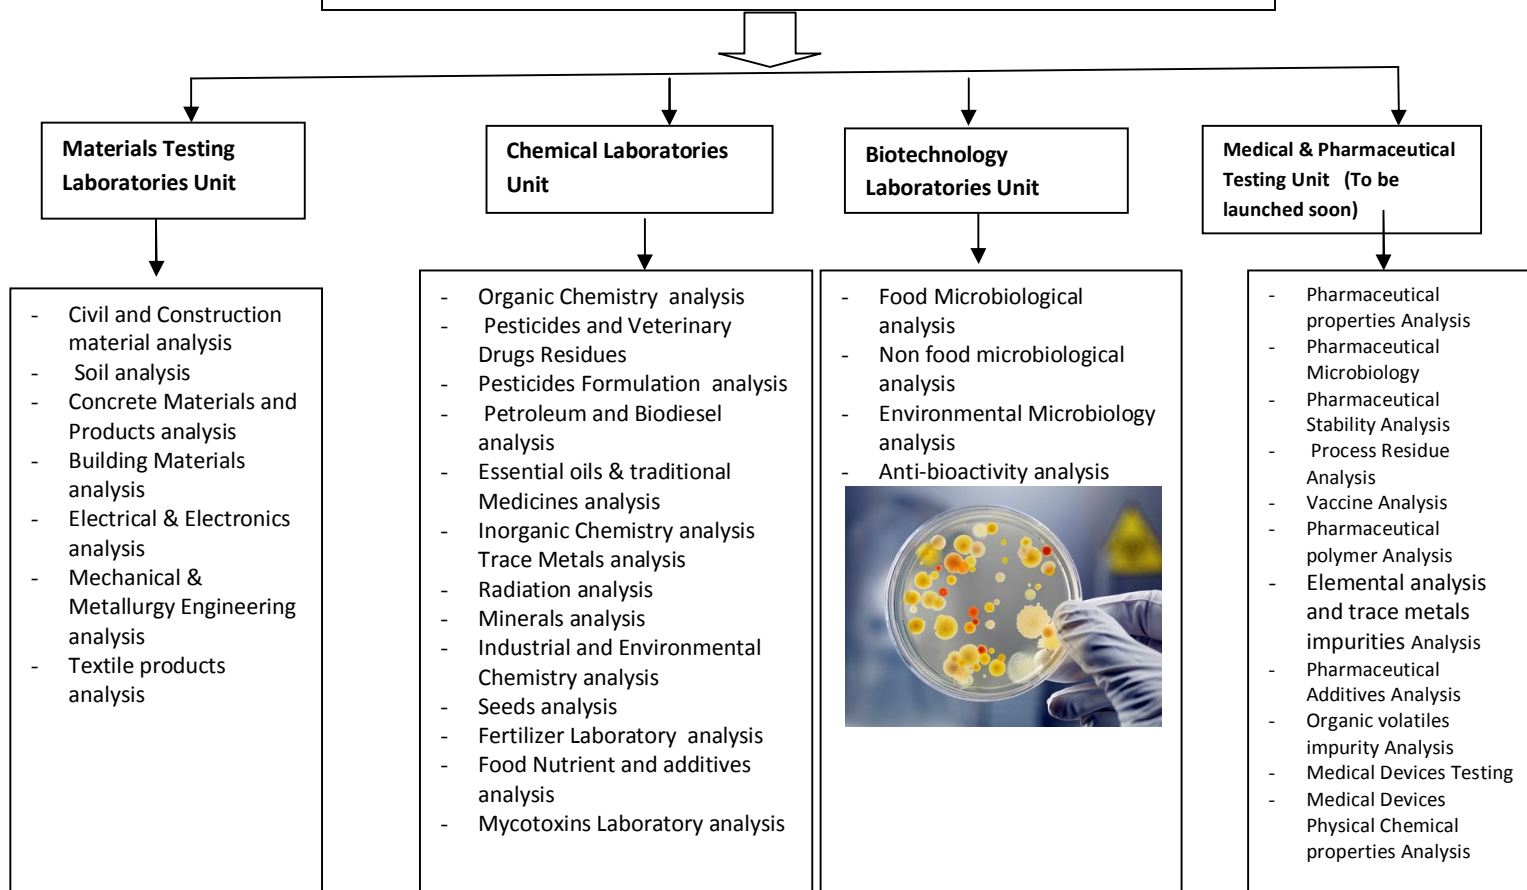 Materials Testing
Laboratories Unit
Chemical Laboratories
Unit
Biotechnology
Laboratories Unit
Medical & Pharmaceutical
Testing Unit (To be
launched soon)
- Civil and Construction
material analysis
- Soil analysis
- Concrete Materials and
Products analysis
- Building Materials
analysis
- Electrical & Electronics
analysis
- Mechanical &
Metallurgy Engineering
analysis
- Textile products
analysis
- Organic Chemistry analysis
- Pesticides and Veterinary
Drugs Residues
- Pesticides Formulation analysis
- Petroleum and Biodiesel
analysis
- Essential oils & traditional
Medicines analysis
- Inorganic Chemistry analysis
- Trace Metals analysis
- Radiation analysis
- Minerals analysis
- Industrial and Environmental
Chemistry analysis
- Seeds analysis
- Fertilizer Laboratory analysis
- Food Nutrient and additives
analysis
- Mycotoxins Laboratory analysis
- Food Microbiological
analysis
- Non food microbiological
analysis
- Environmental Microbiology
analysis
- Anti-bioactivity analysis
- Pharmaceutical
properties Analysis
- Pharmaceutical
Microbiology
- Pharmaceutical
Stability Analysis
- Process Residue
Analysis
- Vaccine Analysis
- Pharmaceutical
polymer Analysis
- Elemental analysis
and trace metals
impurities Analysis
- Pharmaceutical
Additives Analysis
- Organic volatiles
impurity Analysis
- Medical Devices Testing
- Medical Devices
Physical Chemical
properties Analysis